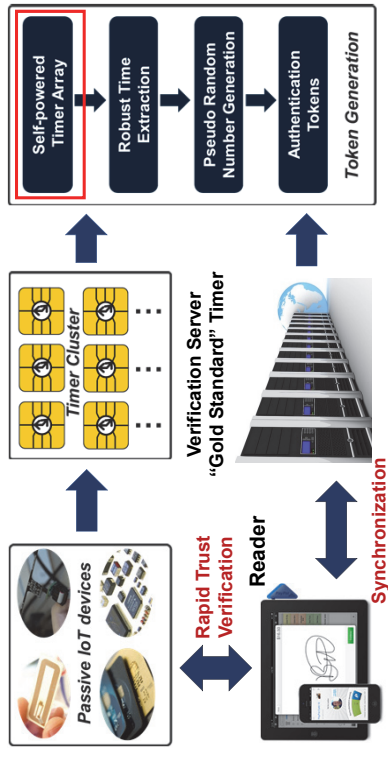 Passive IoT devices
Timer Cluster
Self-powered
Timer Array
Robust Time
Extraction
Pseudo Random
Number Generation
Authentication
Tokens
Token Generation
Rapid Trust
Verification
Reader
Synchronization
Verification Server
“Gold Standard” Timer